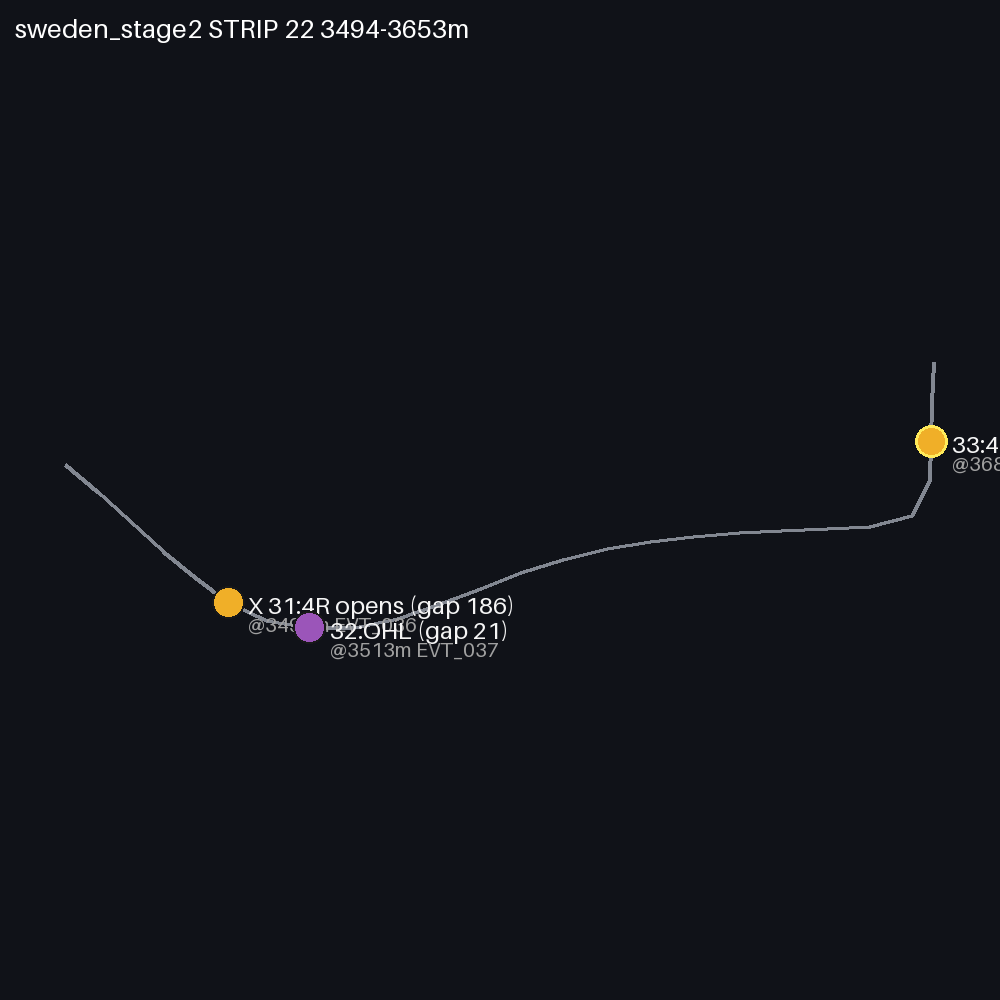 sweden_stage2 STRIP 22 3494-3653m
33:4
@368
X 31:4R opens (gap 186)
EVT_036
32:OHL (gap 21)
@3513m EVT_037